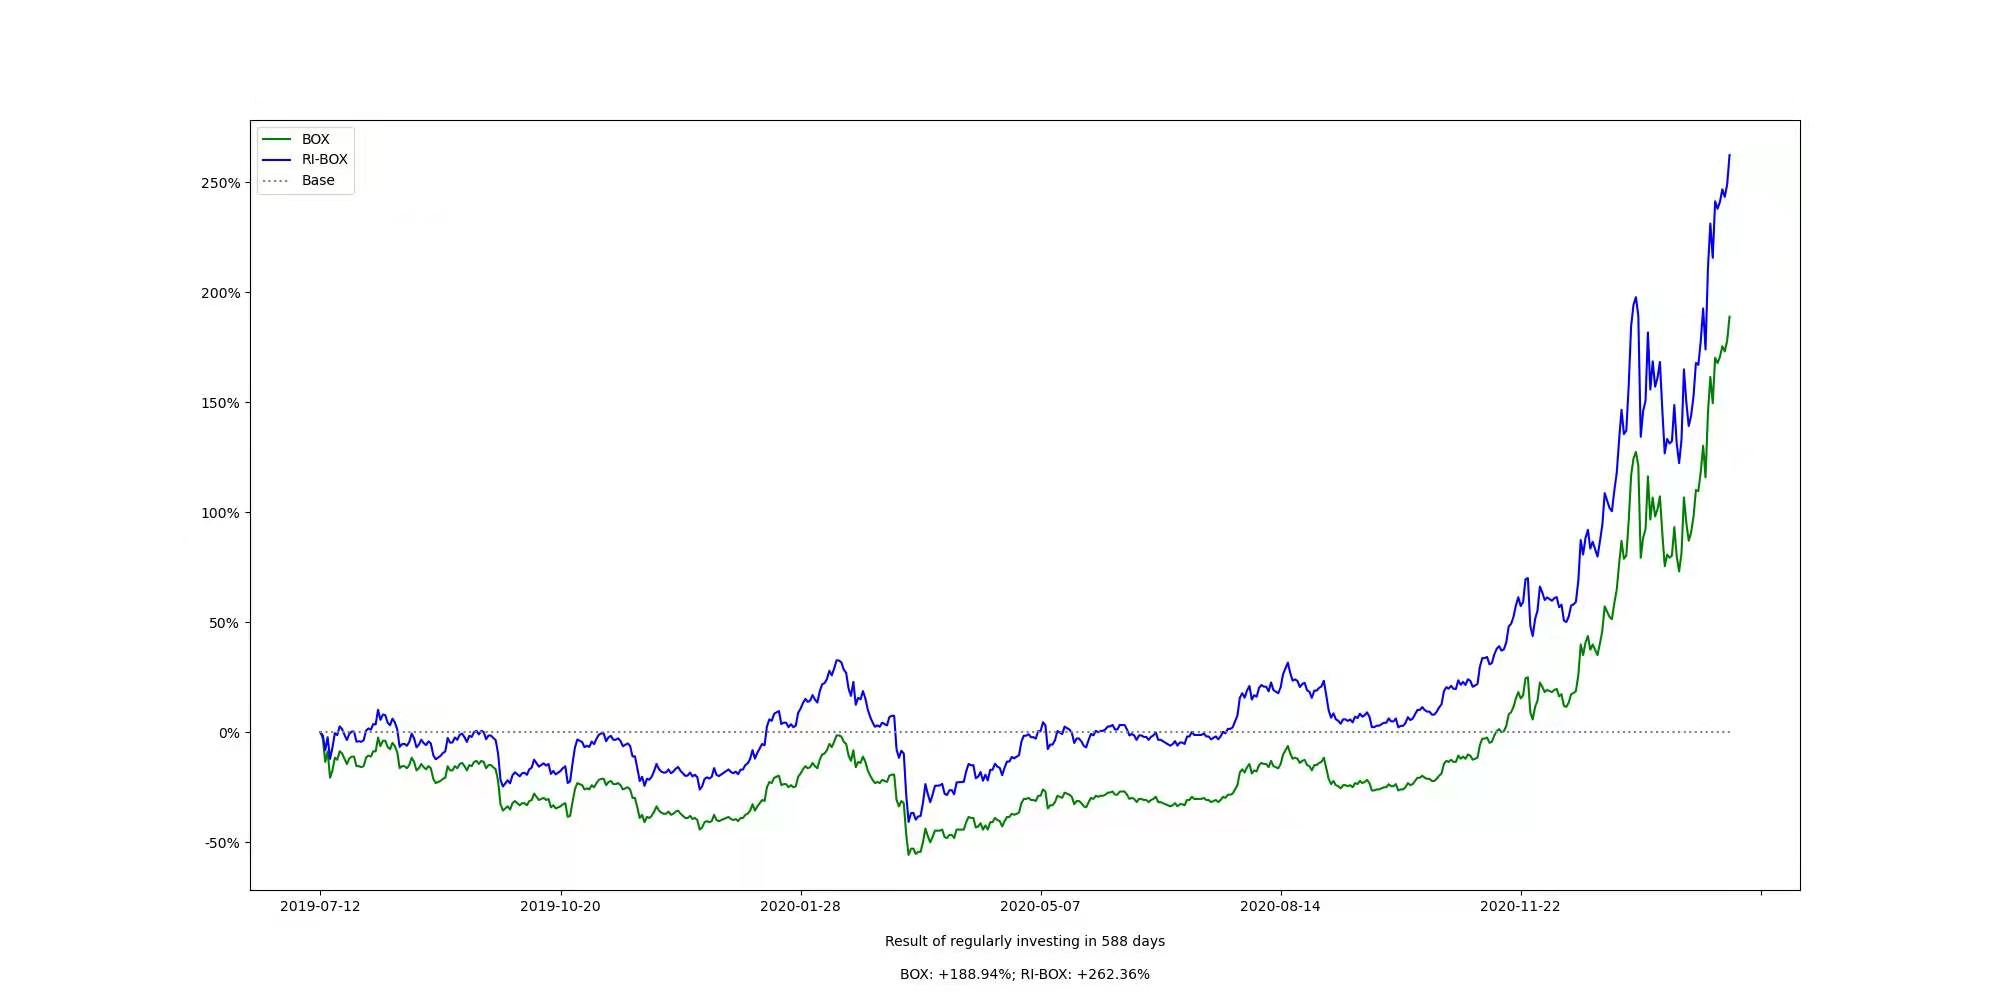 BOX
RI-BOX
Base
250%
200%
150%
100%
50%
0%
-50%
2019-07-12 2019-10-20 2020-01-28 2020-05-07 2020-08-14 2020-11-22
Result of regularly investing in 588 days
BOX: +188.94%; RI-BOX: +262.36%